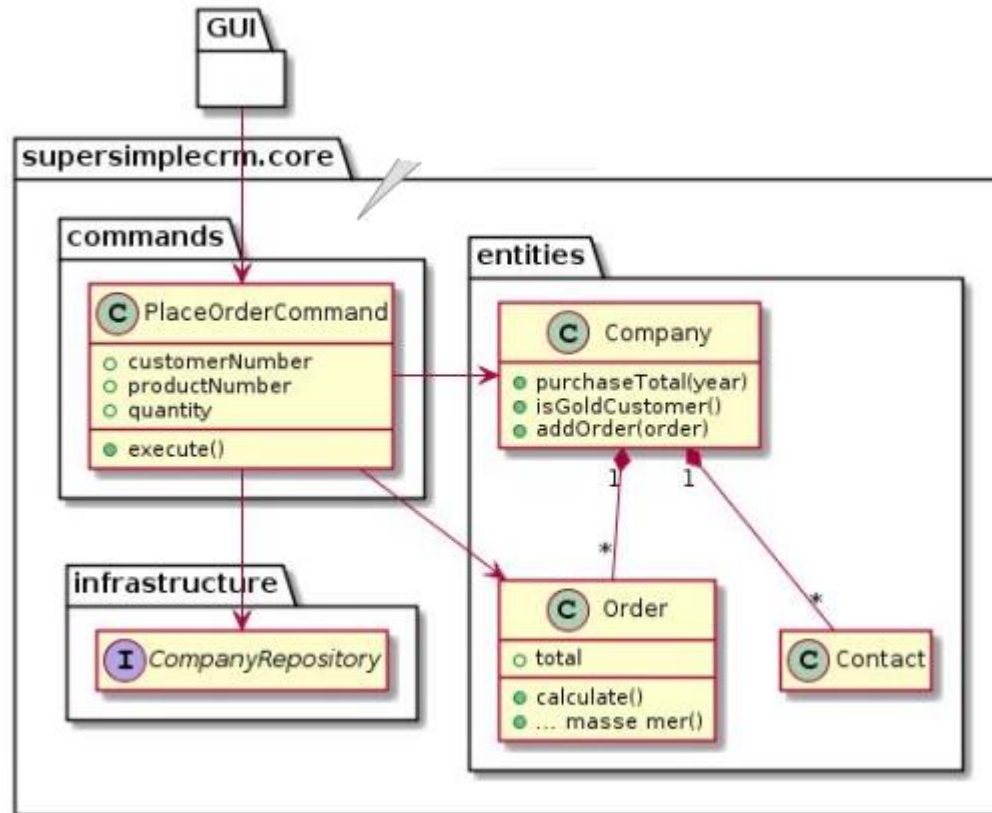 GUI
supersimplecrm.core
commands
C PlaceOrderCommand
customerNumber
productNumber
quantity
execute()
entities
C Company
purchaseTotal(year)
isGoldCustomer()
addOrder(order)
1
1
*
*
infrastructure
I CompanyRepository
C Order
total
calculate()
... masse mer()
C Contact